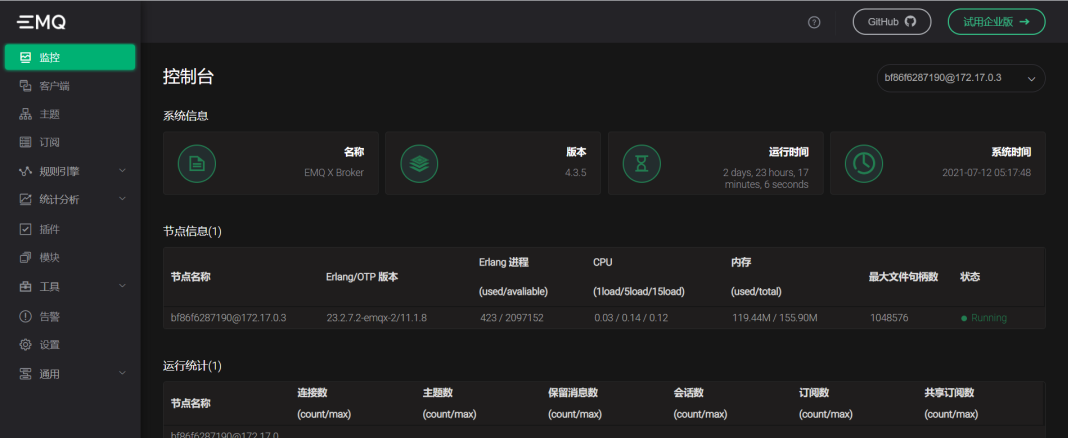 EMQ
GitHub
试用企业版 →
监控
客户端
主题
订阅
规则引擎
统计分析
插件
模块
工具
告警
设置
通用
控制台
bf86f6287190@172.17.0.3
系统信息
名称
EMQ X Broker
版本
4.3.5
运行时间
2 days, 23 hours, 17
minutes, 6 seconds
系统时间
2021-07-12 05:17:48
节点信息(1)
节点名称 Erlang/OTP 版本 Erlang 进程 (used/avaliable) CPU (1load/5load/15load) 内存 (used/total) 最大文件句柄数 状态
bf86f6287190@172.17.0.3 23.2.7.2-emqx-2/11.1.8 423 / 2097152 0.03 / 0.14 / 0.12 119.44M / 155.90M 1048576 Running
运行统计(1)
节点名称 连接数 (count/max) 主题数 (count/max) 保留消息数 (count/max) 会话数 (count/max) 订阅数 (count/max) 共享订阅数 (count/max)
bf86f6287190@172.17.0